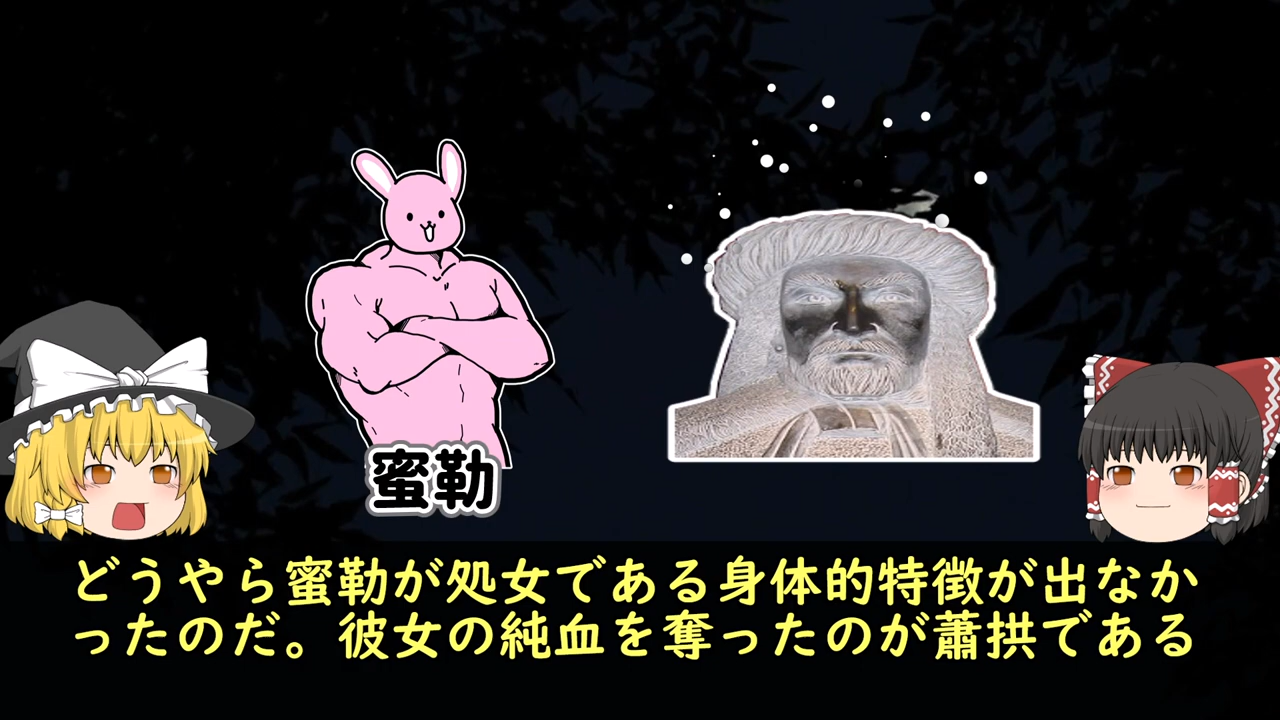 蜜勒
どうやら蜜勒が処女である身体的特徴が出なか
ったのだ。彼女の純血を奪ったのが蕭拱である